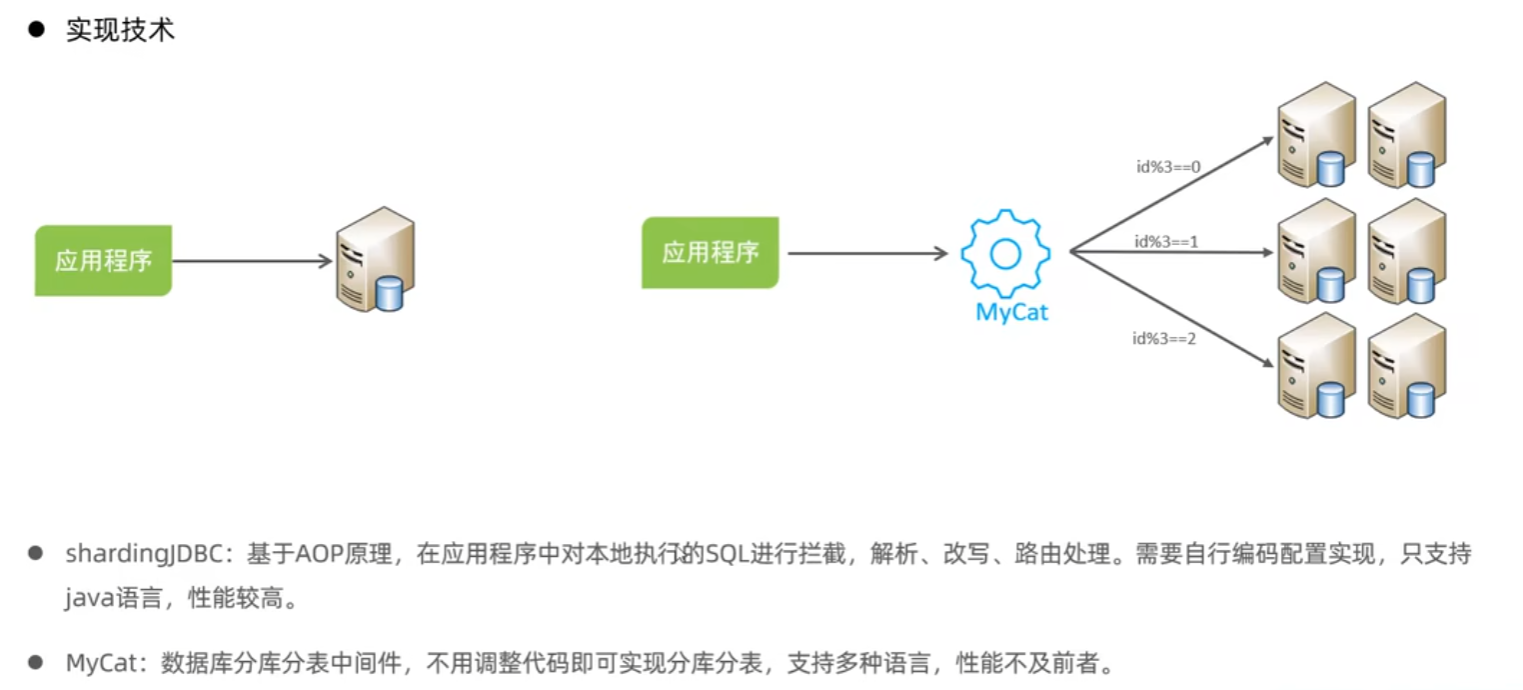 ● 实现技术
id%3==0
应用程序
应用程序
id%3==1
MyCat
id%3==2
● shardingJDBC：基于AOP原理，在应用程序中对本地执行的SQL进行拦截，解析、改写、路由处理。需要自行编码配置实现，只支持
java语言，性能较高。
● MyCat：数据库分库分表中间件，不用调整代码即可实现分库分表，支持多种语言，性能不及前者。